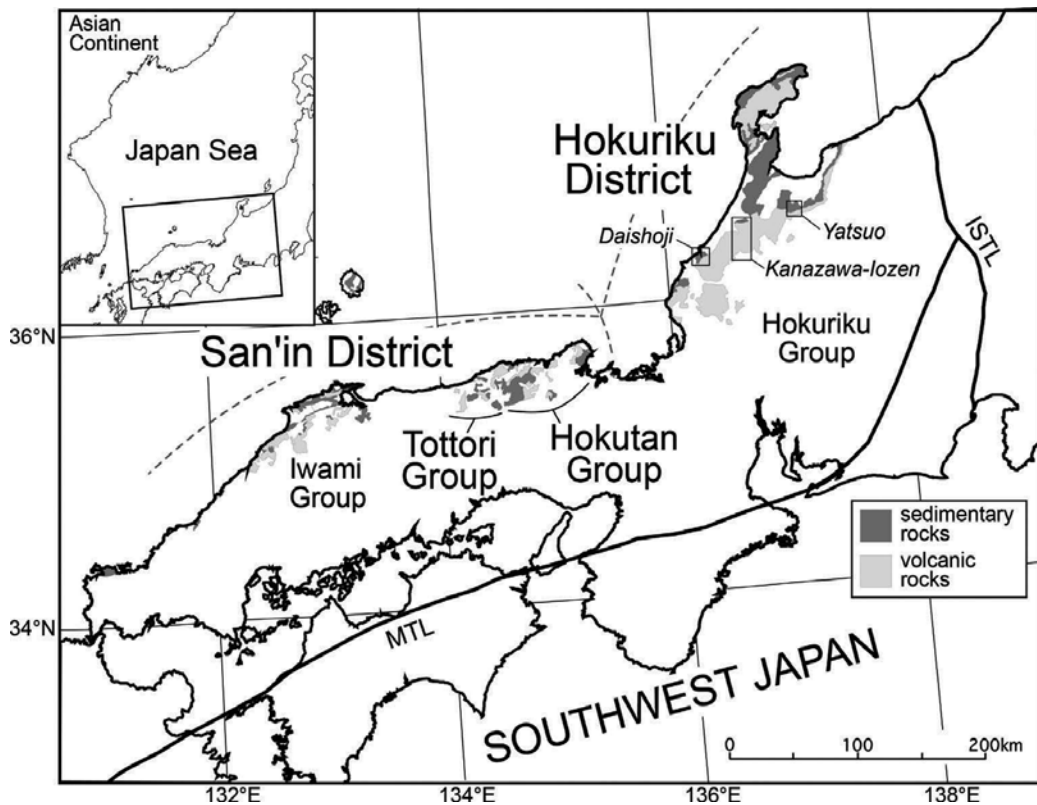 Asian
Continent
Japan Sea
Hokuriku
District
Daishoji
Yatsuo
Kanazawa-Iozen
ISTL
Hokuriku
Group
36°N
San'in District
Iwami
Group
Tottori
Group
Hokutan
Group
sedimentary
rocks
volcanic
rocks
34°N
MTL
SOUTHWEST JAPAN
0 100 200km
132°E 134°E 136°E 138°E